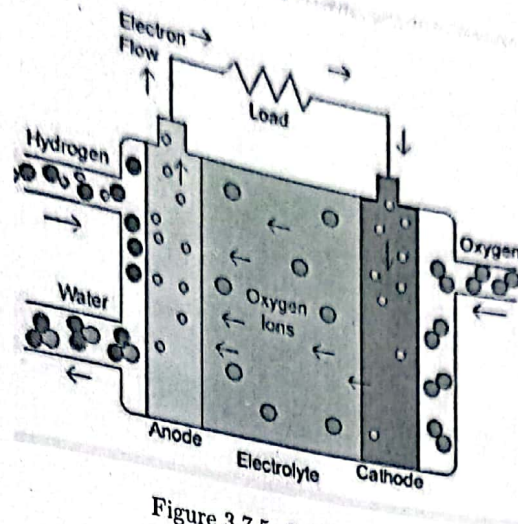 Electron
Flow
Load
Hydrogen
Oxygen
Water
Oxygen
Ions
Anode
Electrolyte
Cathode
Figure 3.7.5